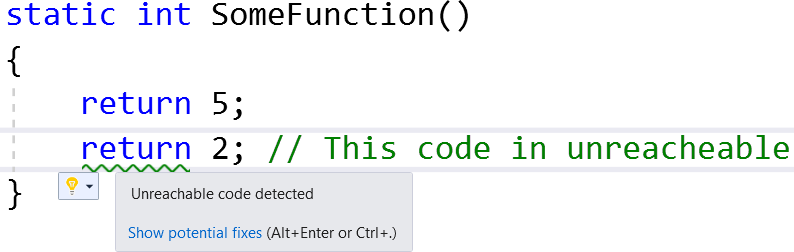 static int SomeFunction()
{
return 5;
return 2; // This code in unreacheable
}
Unreachable code detected
Show potential fixes (Alt+Enter or Ctrl+.)